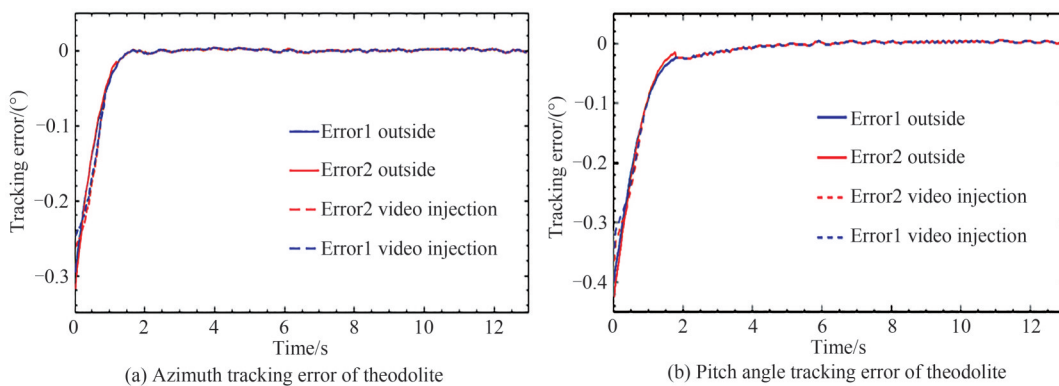 0
−0.1
−0.2
−0.3
Tracking error/(°)
Error1 outside
Error2 outside
Error2 video injection
Error1 video injection
0 2 4 6 8 10 12
Time/s
(a) Azimuth tracking error of theodolite
0
−0.1
−0.2
−0.3
−0.4
Tracking error/(°)
Error1 outside
Error2 outside
Error2 video injection
Error1 video injection
0 2 4 6 8 10 12
Time/s
(b) Pitch angle tracking error of theodolite